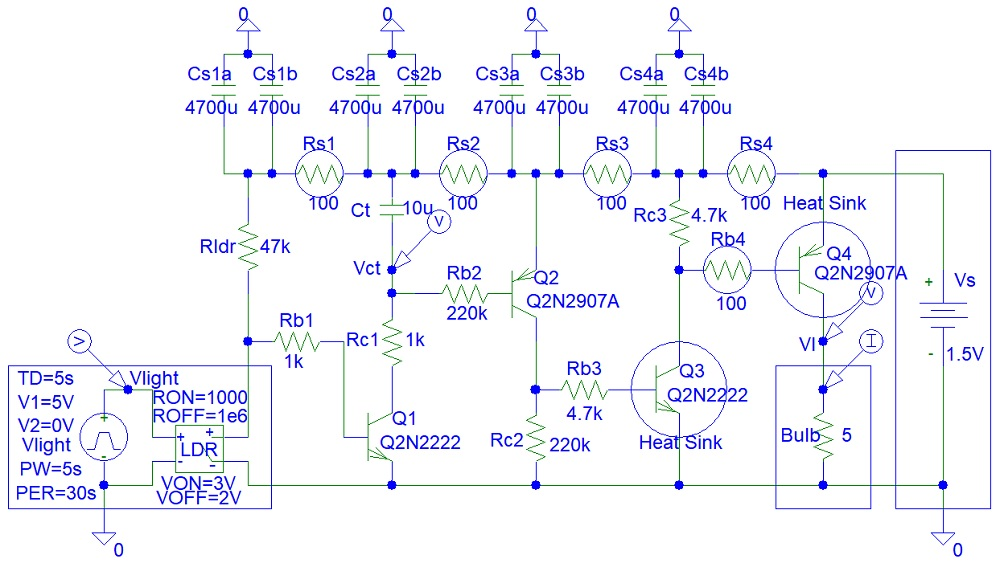 0 0 0 0
Cs1a Cs1b Cs2a Cs2b Cs3a Cs3b Cs4a Cs4b
4700u 4700u 4700u 4700u 4700u 4700u 4700u 4700u
Rs1 Rs2 Rs3 Rs4
100 100 100 100
Heat Sink
Ct 10u V
Rc3 4.7k
Rldr 47k
Rb4
100
Q4
Q2N2907A
Vct
Rb2
220k
Q2
Q2N2907A
V
+ Vs
- 1.5V
Rb1
1k
Rc1 1k
V
Vl
I
TD=5s
V1=5V
V2=0V
Vlight
PW=5s
PER=30s
Vlight
RON=1000
ROFF=1e6
+ -
+ + LDR - -
VON=3V
VOFF=2V
Q1
Q2N2222
Rb3
4.7k
Rc2 220k
Q3
Q2N2222
Heat Sink
Bulb 5
0 0